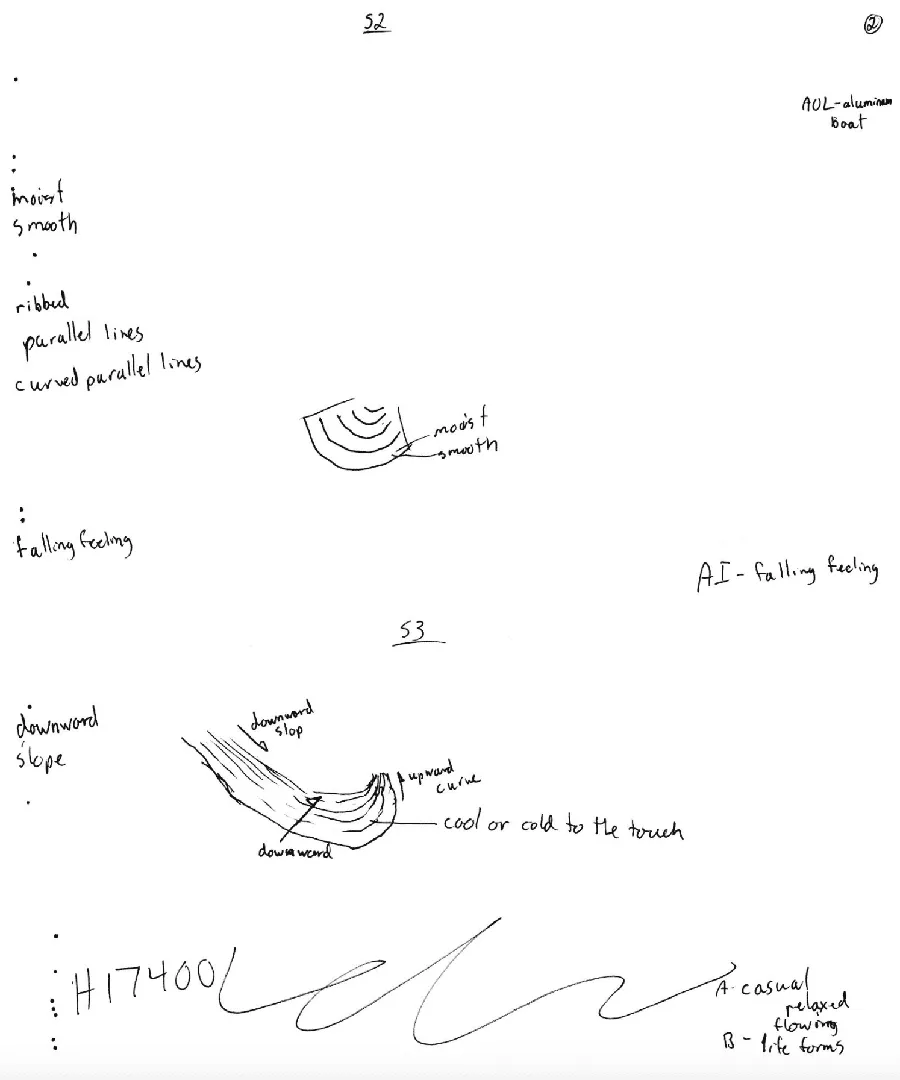 S2
②
AOL-aluminum
Boat
moist
smooth
ribbed
parallel lines
curved parallel lines
moist
smooth
falling feeling
AI - falling feeling
S3
downward
slope
downward
slop
upward
curve
cool or cold to the touch
downward
H17400
A-casual
relaxed
flowing
B - life forms